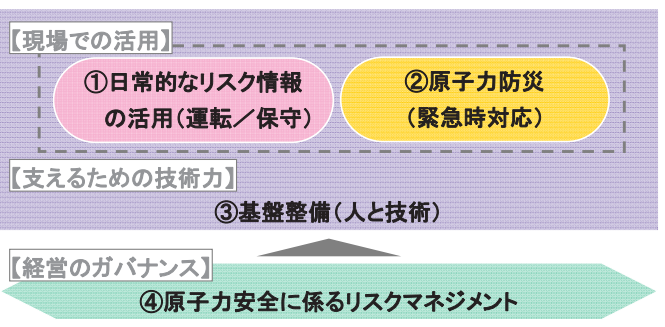 【現場での活用】
①日常的なリスク情報
の活用（運転／保守）
②原子力防災
（緊急時対応）
【支えるための技術力】
③基盤整備（人と技術）
【経営のガバナンス】
④原子力安全に係るリスクマネジメント